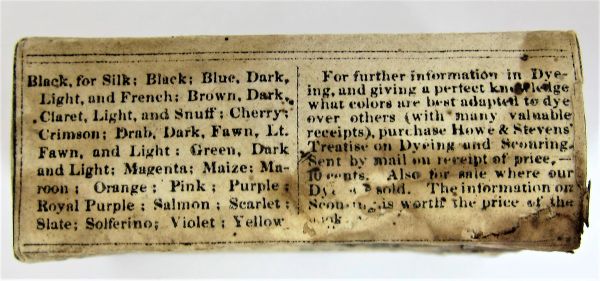 Black, for Silk; Black; Blue, Dark,
Light, and French; Brown, Dark,
Claret, Light, and Snuff; Cherry;
Crimson; Drab, Dark, Fawn, Lt.
Fawn, and Light; Green, Dark
and Light; Magenta; Maize; Ma-
roon; Orange; Pink; Purple;
Royal Purple; Salmon; Scarlet;
Slate; Solferino; Violet; Yellow
For further information in Dye-
ing, and giving a perfect knowledge
what colors are best adapted to dye
over others (with many valuable
receipts), purchase Howe & Stevens'
Treatise on Dyeing and Scouring.
Sent by mail on receipt of price,—
10 cents. Also for sale where our
sold. The information on
Scouring is worth the price of the